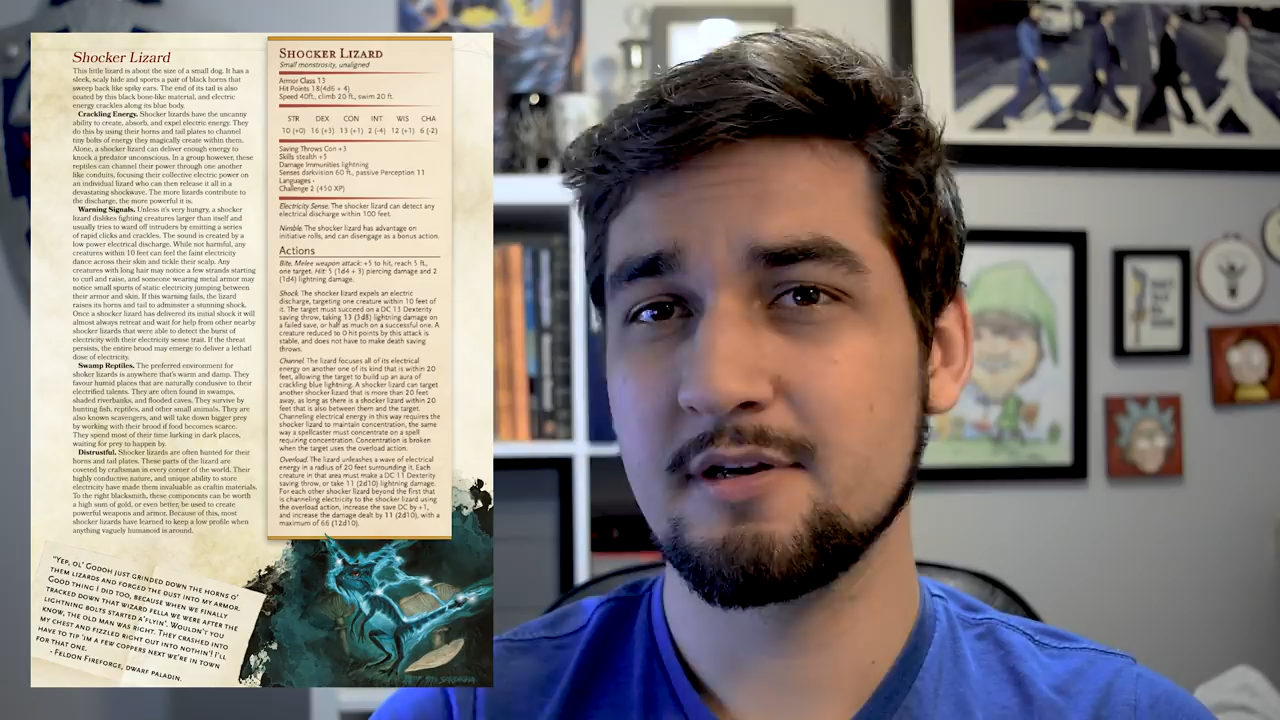 Shocker Lizard
This little lizard is about the size of a small dog. It has a
sleek, scaly hide and sports a pair of black horns that
sweep back like spiky ears. The end of its tail is also
coated by this black bone-like material, and electric
energy crackles along its blue body.
Crackling Energy. Shocker lizards have the uncanny
ability to create, absorb, and expel electric energy. They
do this by using their horns and tail plates to channel
tiny bolts of energy they magically create within them.
Alone, a shocker lizard can deliver enough energy to
knock a predator unconscious. In a group however, these
reptiles can channel their power through one another
like conduits, focusing their collective electric power on
an individual lizard who can then release it all in a
devastating shockwave. The more lizards contribute to
the discharge, the more powerful it is.
Warning Signals. Unless it's very hungry, a shocker
lizard dislikes fighting creatures larger than itself and
usually tries to ward off intruders by emitting a series
of rapid clicks and crackles. The sound is created by a
low power electrical discharge. While not harmful, any
creatures within 10 feet can feel the faint electricity
dance across their skin and tickle their scalp. Any
creatures with long hair may notice a few strands starting
to curl and raise, and someone wearing metal armor may
notice small spurts of static electricity jumping between
their armor and skin. If this warning fails, the lizard
raises its horns and tail to adminster a stunning shock.
Once a shocker lizard has delivered its initial shock it will
almost always retreat and wait for help from other nearby
shocker lizards that were able to detect the burst of
electricity with their electricity sense trait. If the threat
persists, the entire brood may emerge to deliver a lethal
dose of electricity.
Swamp Reptiles. The preferred environment for
shoker lizards is anywhere that's warm and damp. They
favour humid places that are naturally condusive to their
electrified talents. They are often found in swamps,
shaded riverbanks, and flooded caves. They survive by
hunting fish, reptiles, and other small animals. They are
also known scavengers, and will take down bigger prey
by working with their brood if food becomes scarce.
They spend most of their time lurking in dark places,
waiting for prey to happen by.
Distrustful. Shocker lizards are often hunted for their
horns and tail plates. These parts of the lizard are
coveted by craftsman in every corner of the world. Their
highly conductive nature, and unique ability to store
electricity have made them invaluable as craftin materials.
To the right blacksmith, these components can be worth
a high sum of gold, or even better, be used to create
powerful weapons and armor. Because of this, most
shocker lizards have learned to keep a low profile when
anything vaguely humanoid is around.
"Yep, ol' Godoh just grinded down the horns o'
them lizards and forged the dust into my armor.
Good thing I did too, because when we finally
tracked down that wizard fella we were after the
lightning bolts started a'flyin'. Wouldn't you
know, the old man was right. They crashed into
my chest and fizzled right out into nothin'! I'll
have to tip 'im a few coppers next we're in town
for that one.
- Feldon Fireforge, dwarf paladin.
Shocker Lizard
Small monstrosity, unaligned
Armor Class 13
Hit Points 18(4d6 + 4)
Speed 40ft., climb 20 ft., swim 20 ft.
STR DEX CON INT WIS CHA
10 (+0) 16 (+3) 13 (+1) 2 (-4) 12 (+1) 6 (-2)
Saving Throws Con +3
Skills stealth +5
Damage Immunities lightning
Senses darkvision 60 ft., passive Perception 11
Languages -
Challenge 2 (450 XP)
Electricity Sense. The shocker lizard can detect any
electrical discharge within 100 feet.
Nimble. The shocker lizard has advantage on
initiative rolls, and can disengage as a bonus action.
Actions
Bite. Melee weapon attack: +5 to hit, reach 5 ft.,
one target. Hit: 5 (1d4 + 3) piercing damage and 2
(1d4) lightning damage.
Shock. The shocker lizard expels an electric
discharge, targeting one creature within 10 feet of
it. The target must succeed on a DC 13 Dexterity
saving throw, taking 13 (3d8) lightning damage on
a failed save, or half as much on a successful one. A
creature reduced to 0 hit points by this attack is
stable, and does not have to make death saving
throws.
Channel. The lizard focuses all of its electrical
energy on another one of its kind that is within 20
feet, allowing the target to build up an aura of
crackling blue lightning. A shocker lizard can target
another shocker lizard that is more than 20 feet
away, as long as there is a shocker lizard within 20
feet that is also between them and the target.
Channeling electrical energy in this way requires the
shocker lizard to maintain concentration, the same
way a spellcaster must concentrate on a spell
requiring concentration. Concentration is broken
when the target uses the overload action.
Overload. The lizard unleashes a wave of electrical
energy in a radius of 20 feet surrounding it. Each
creature in that area must make a DC 11 Dexterity
saving throw, or take 11 (2d10) lightning damage.
For each other shocker lizard beyond the first that
is channeling electricity to the shocker lizard using
the overload action, increase the save DC by +1,
and increase the damage dealt by 11 (2d10), with a
maximum of 66 (12d10).